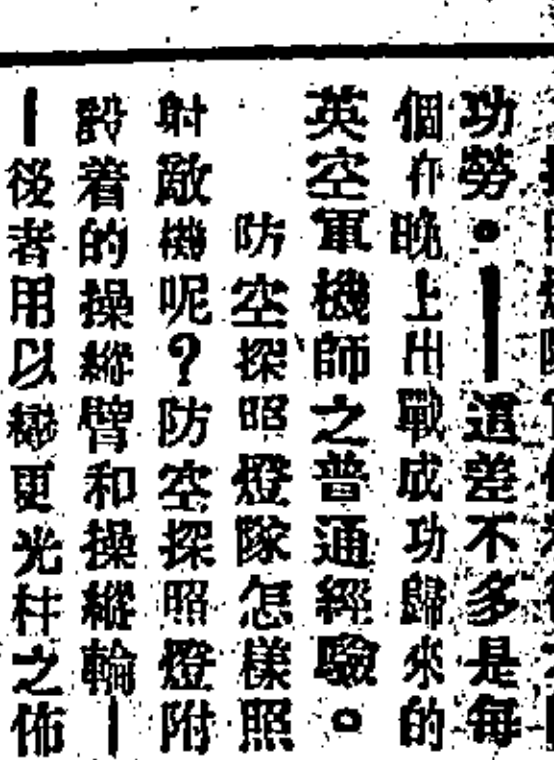 功勞。——這差不多是每
個在晚上出戰成功歸來的
英空軍機師之普通經驗。
防空探照燈隊怎樣照
射敵機呢?防空探照燈附
設着的操縱臂和操縱輪—
—後者用以變更光柱之佈